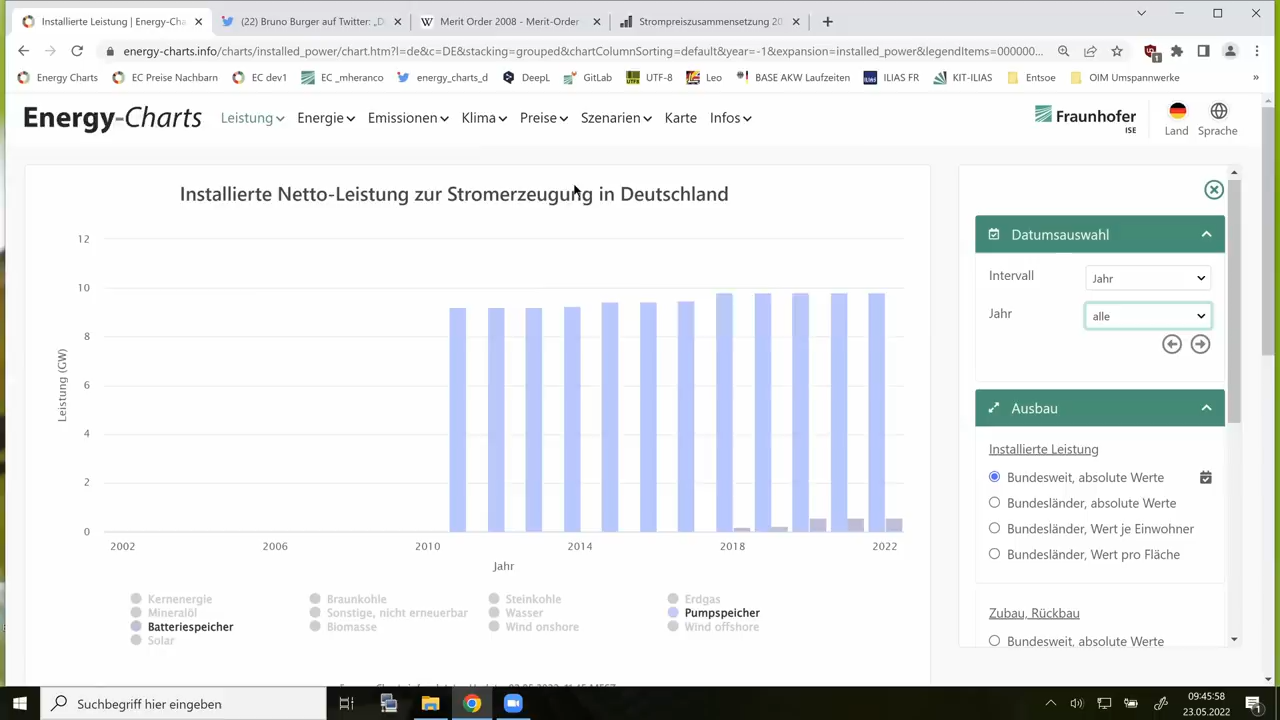 Installierte Leistung | Energy-Cha
(22) Bruno Burger auf Twitter: „D
Merit Order 2008 - Merit-Order
Strompreiszusammensetzung 20
energy-charts.info/charts/installed_power/chart.htm?l=de&c=DE&stacking=grouped&chartColumnSorting=default&year=-1&expansion=installed_power&legendItems=000000...
1
Energy Charts
EC Preise Nachbarn
EC dev1
EC _mheranco
energy_charts_d
DeepL
GitLab
UTF-8
Leo
BASE AKW Laufzeiten
ILIAS FR
KIT-ILIAS
Entsoe
OIM Umspannwerke
»
Energy-Charts
Leistung
Energie
Emissionen
Klima
Preise
Szenarien
Karte
Infos
Fraunhofer
ISE
Land
Sprache
Installierte Netto-Leistung zur Stromerzeugung in Deutschland
Leistung (GW)
12
10
8
6
4
2
0
2002
2006
2010
2014
2018
2022
Jahr
Kernenergie
Braunkohle
Steinkohle
Erdgas
Mineralöl
Sonstige, nicht erneuerbar
Wasser
Pumpspeicher
Batteriespeicher
Biomasse
Wind onshore
Wind offshore
Solar
Datumsauswahl
Intervall
Jahr
Jahr
alle
Ausbau
Installierte Leistung
Bundesweit, absolute Werte
Bundesländer, absolute Werte
Bundesländer, Wert je Einwohner
Bundesländer, Wert pro Fläche
Zubau, Rückbau
Bundesweit, absolute Werte
Suchbegriff hier eingeben
09:45:58
23.05.2022
1